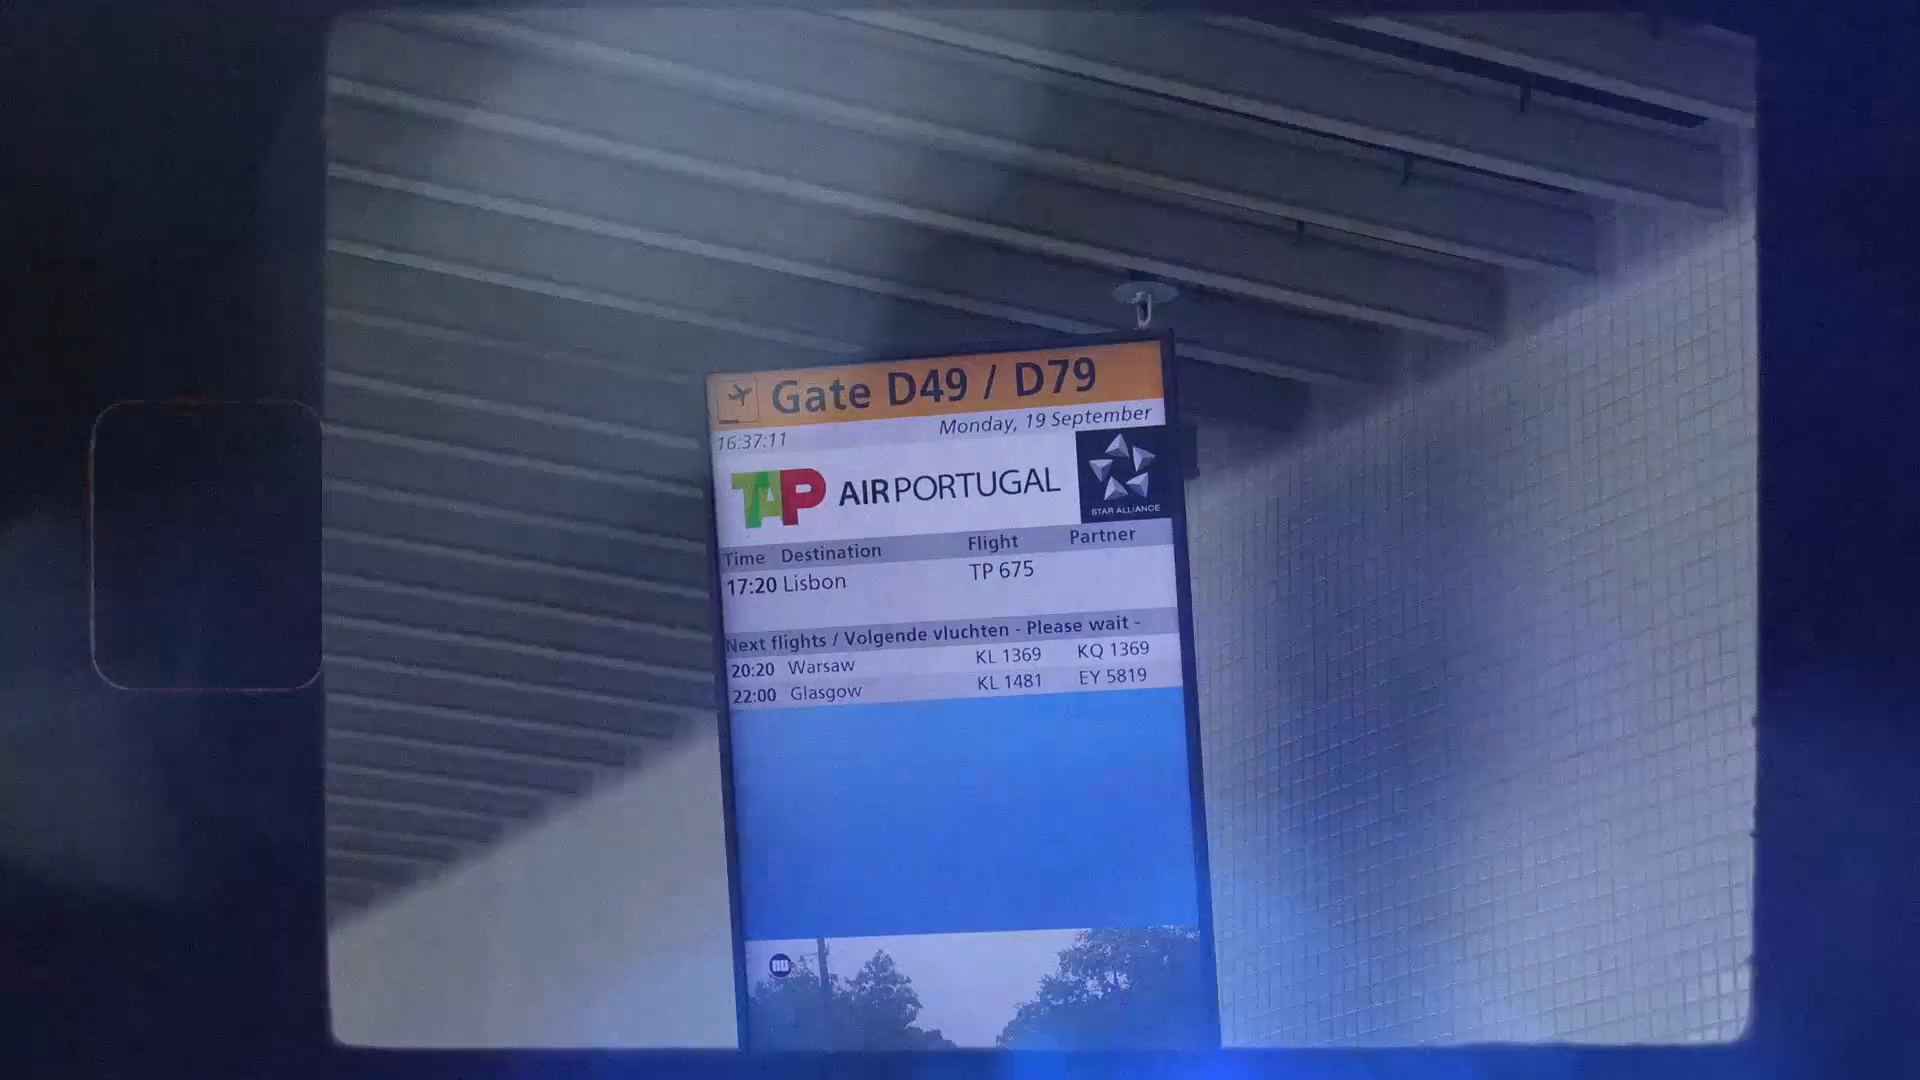 Gate D49 / D79
16:37:11 Monday, 19 September
TAP AIRPORTUGAL
STAR ALLIANCE
Time Destination Flight Partner
17:20 Lisbon TP 675
Next flights / Volgende vluchten - Please wait -
20:20 Warsaw KL 1369 KQ 1369
22:00 Glasgow KL 1481 EY 5819
nu